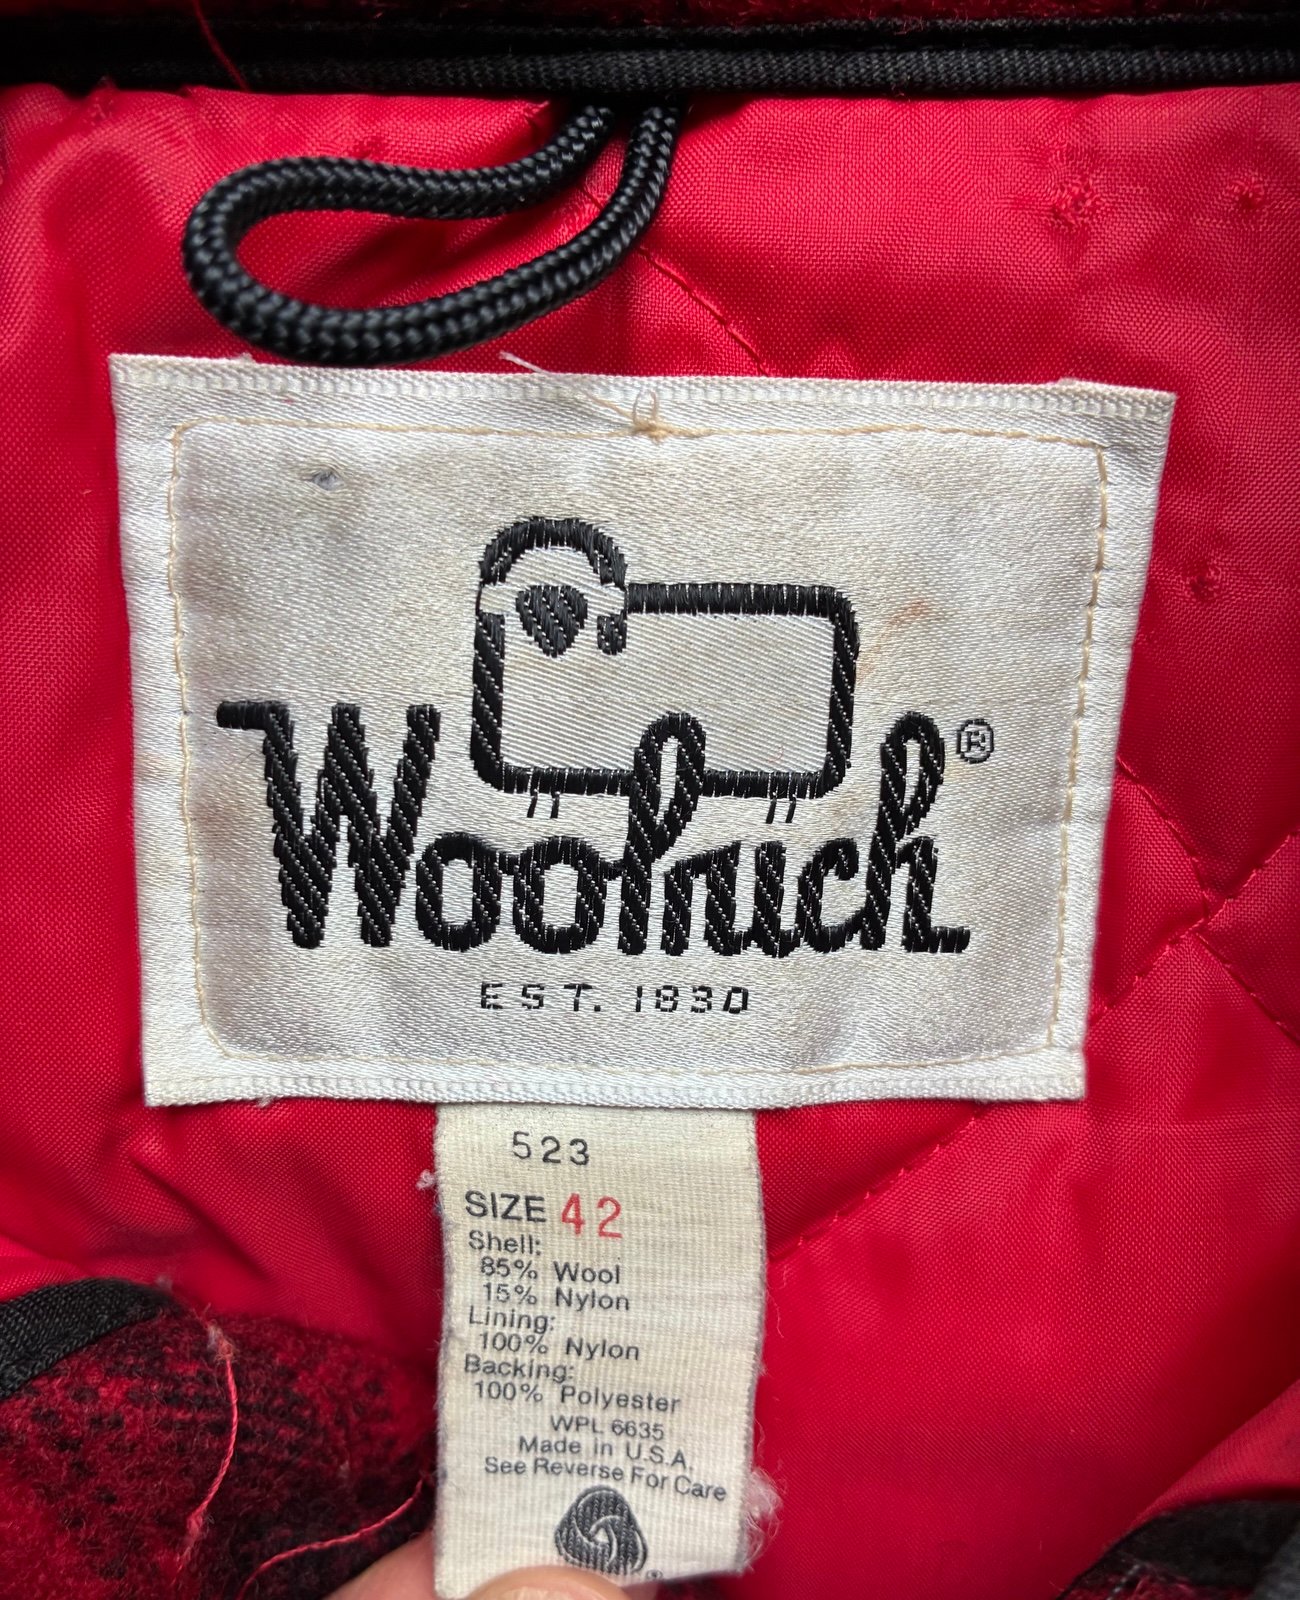 Woolrich®
EST. 1830
523
SIZE 42
Shell:
85% Wool
15% Nylon
Lining:
100% Nylon
Backing:
100% Polyester
WPL 6635
Made in U.S.A.
See Reverse For Care
®